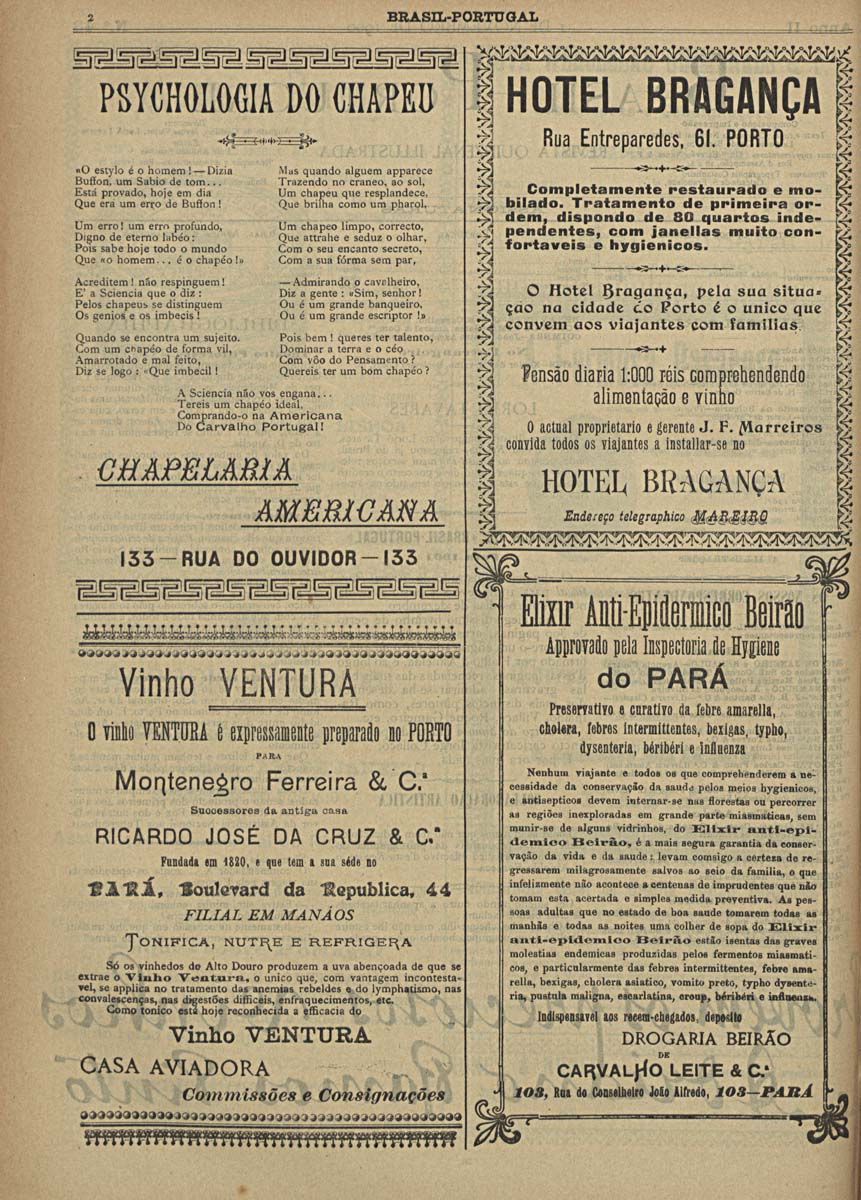 2
BRASIL-PORTUGAL
PSYCHOLOGIA DO CHAPEU
«O estylo é o homem! — Dizia
Buffon, um Sabio de tom...
Está provado, hoje em dia
Que era um erro de Buffon!
Um erro! um erro profundo,
Digno de eterno labéo:
Pois sabe hoje todo o mundo
Que «o homem... é o chapéo!»
Acreditem! não respinguem!
E' a Sciencia que o diz:
Pelos chapeus se distinguem
Os genios e os imbecis!
Quando se encontra um sujeito.
Com um chapéo de forma vil,
Amarrotado e mal feito,
Diz se logo: «Que imbecil!
Mas quando alguem apparece
Trazendo no craneo, ao sol,
Um chapeu que resplandece,
Que brilha como um pharol,
Um chapeo limpo, correcto,
Que attrahe e seduz o olhar,
Com o seu encanto secreto,
Com a sua fórma sem par,
— Admirando o cavelheiro,
Diz a gente: «Sim, senhor!
Ou é um grande banqueiro,
Ou é um grande escriptor!»
Pois bem! queres ter talento,
Dominar a terra e o céo
Com vôo do Pensamento?
Quereis ter um bom chapéo?
A Sciencia não vos engana...
Tereis um chapéo ideal,
Comprando-o na Americana
Do Carvalho Portugal!
CHAPELARIA
AMERICANA
133 — RUA DO OUVIDOR — 133
Vinho VENTURA
O vinho VENTURA é expressamente preparado no PORTO
PARA
Montenegro Ferreira & C.ª
Successores da antiga casa
RICARDO JOSÉ DA CRUZ & C.ª
Fundada em 1820, e que tem a sua séde no
PARÁ, Boulevard da Republica, 44
FILIAL EM MANÁOS
TONIFICA, NUTRE E REFRIGERA
Só os vinhedos do Alto Douro produzem a uva abençoada de que se
extrae o Vinho Ventura, o unico que, com vantagem incontesta-
vel, se applica no tratamento das anemias rebeldes e do lymphatismo, nas
convalescenças, nas digestões difficeis, enfraquecimentos, etc.
Como tonico está hoje reconhecida a efficacia do
Vinho VENTURA
CASA AVIADORA
Commissões e Consignações
HOTEL BRAGANÇA
Rua Entreparedes, 61. PORTO
Completamente restaurado e mo-
bilado. Tratamento de primeira or-
dem, dispondo de 80 quartos inde-
pendentes, com janellas muito con-
fortaveis e hygienicos.
O Hotel Bragança, pela sua situa-
ção na cidade do Porto é o unico que
convem aos viajantes com familias.
Pensão diaria 1:000 réis comprehendendo
alimentação e vinho
O actual proprietario e gerente J. F. Marreiros
convida todos os viajantes a installar-se no
HOTEL BRAGANÇA
Endereço telegraphico MAREIRO
Elixir Anti-Epidermico Beirão
Approvado pela Inspectoria de Hygiene
do PARÁ
Preservativo e curativo da febre amarella,
cholera, febres intermittentes, bexigas, typho,
dysenteria, béribéri e influenza
Nenhum viajante e todos os que comprehenderem a ne-
cessidade da conservação da saude pelos meios hygienicos,
e antisepticos devem internar-se nas florestas ou percorrer
as regiões inexploradas em grande parte miasmáticas, sem
munir-se de alguns vidrinhos, do Elixir anti-epi-
demico Beirão, é a mais segura garantia da conser-
vação da vida e da saude: levam comsigo a certeza de re-
gressarem milagrosamente salvos ao seio da familia, o que
infelizmente não acontece a centenas de imprudentes que não
tomam esta acertada e simples medida preventiva. As pes-
soas adultas que no estado de boa saude tomarem todas as
manhãs e todas as noites uma colher de sopa do Elixir
anti-epidemico Beirão estão isentas das graves
molestias endemicas produzidas pelos fermentos miasmati-
cos, e particularmente das febres intermittentes, febre ama-
rella, bexigas, cholera asiatico, vomito preto, typho dysente-
ria, pustula maligna, escarlatina, croup, béribéri e influenza.
Indispensavel aos recem-chegados, deposito
DROGARIA BEIRÃO
DE
CARVALHO LEITE & C.ª
103, Rua do Conselheiro João Alfredo, 103—PARÁ